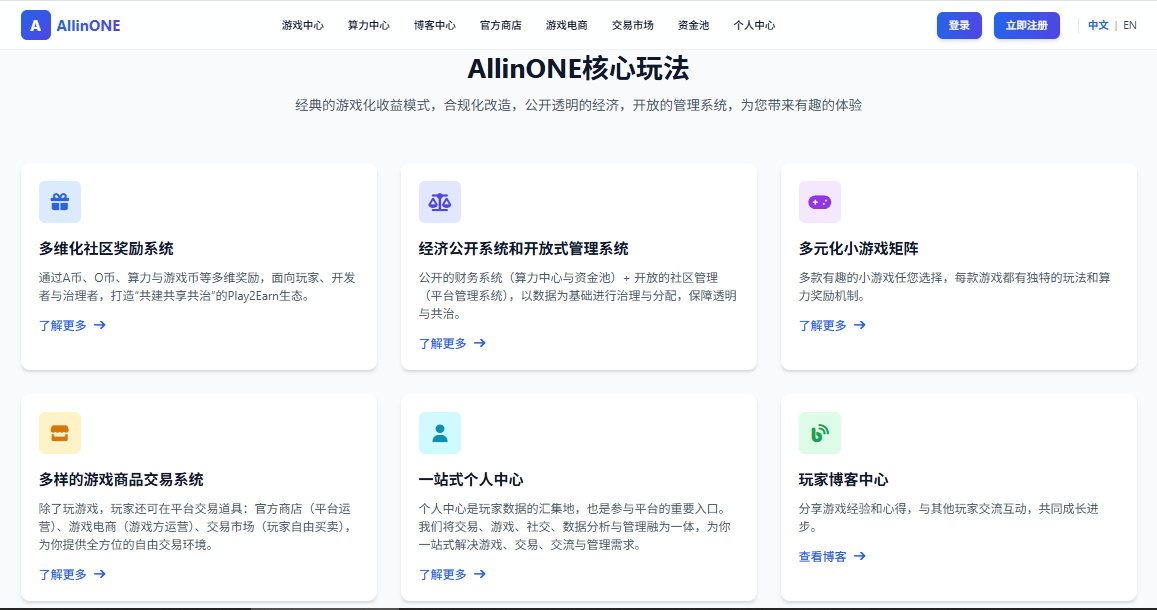 A AllinONE 游戏中心 算力中心 博客中心 官方商店 游戏电商 交易市场 资金池 个人中心 登录 立即注册 中文 | EN
AllinONE核心玩法
经典的游戏化收益模式，合规化改造，公开透明的经济，开放的管理系统，为您带来有趣的体验
多维化社区奖励系统
通过A币、O币、算力与游戏币等多维奖励，面向玩家、开发
者与治理者，打造“共建共享共治”的Play2Earn生态。
了解更多 →
经济公开系统和开放式管理系统
公开的财务系统（算力中心与资金池）+ 开放的社区管理
（平台管理系统），以数据为基础进行治理与分配，保障透明
与共治。
了解更多 →
多元化小游戏矩阵
多款有趣的小游戏任您选择，每款游戏都有独特的玩法和算
力奖励机制。
了解更多 →
多样的游戏商品交易系统
除了玩游戏，玩家还可在平台交易道具：官方商店（平台运
营）、游戏电商（游戏方运营）、交易市场（玩家自由买卖），
为你提供全方位的自由交易环境。
了解更多 →
一站式个人中心
个人中心是玩家数据的汇集地，也是参与平台的重要入口。
我们将交易、游戏、社交、数据分析与管理融为一体，为你
一站式解决游戏、交易、交流与管理需求。
了解更多 →
玩家博客中心
分享游戏经验和心得，与其他玩家交流互动，共同成长进
步。
查看博客 →